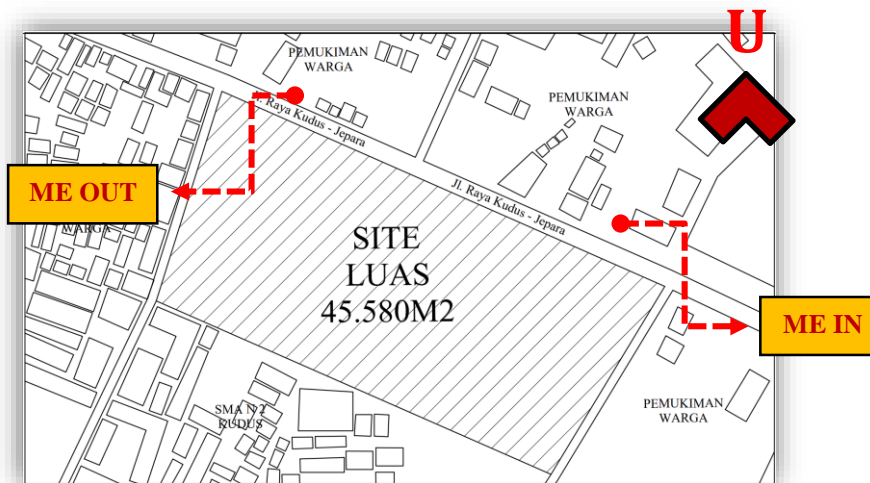 U
PEMUKIMAN
WARGA
PEMUKIMAN
WARGA
Jl. Raya Kudus - Jepara
Jl. Raya Kudus - Jepara
ME OUT
WARGA
SITE
LUAS
45.580M2
ME IN
PEMUKIMAN
WARGA
SMA N 2
KUDUS